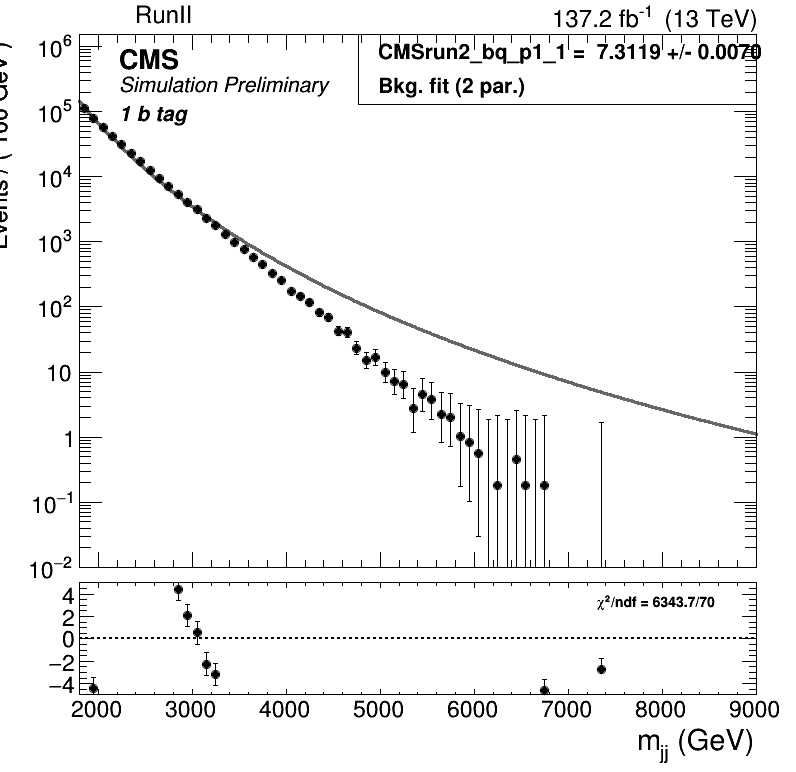 RunII
137.2 fb⁻¹ (13 TeV)
CMS
Simulation Preliminary
1 b tag
CMSrun2_bq_p1_1 = 7.3119 +/- 0.0070
Bkg. fit (2 par.)
10⁶
10⁵
10⁴
10³
10²
10
1
10⁻¹
10⁻²
χ²/ndf = 6343.7/70
4
2
0
−2
−4
2000 3000 4000 5000 6000 7000 8000 9000
m_jj (GeV)